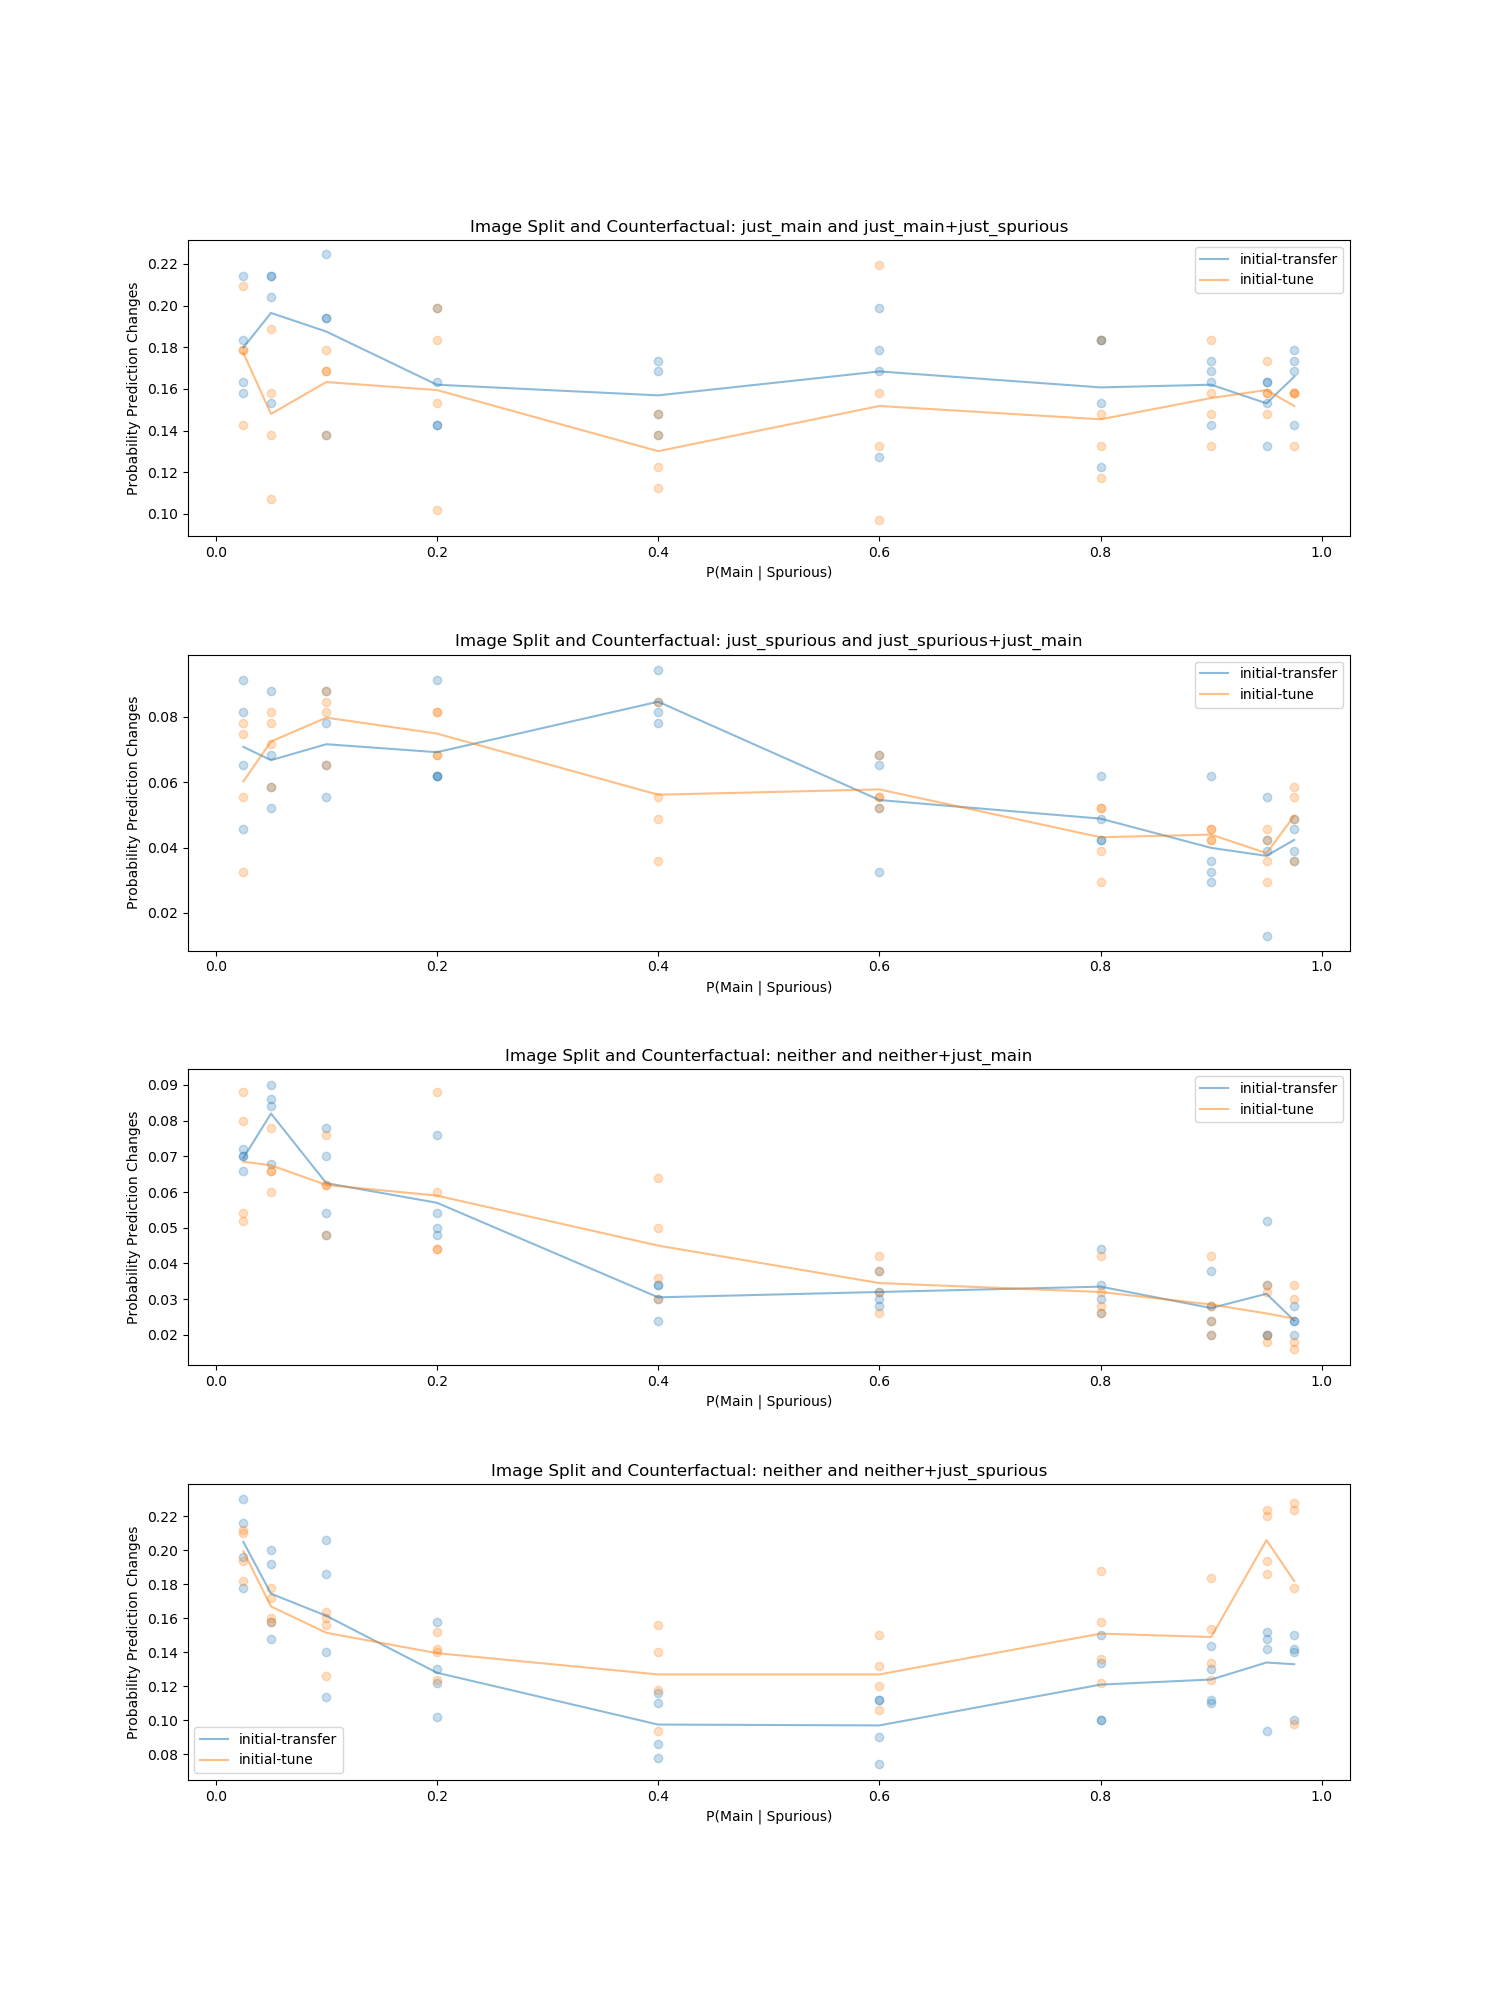 Image Split and Counterfactual: just_main and just_main+just_spurious
initial-transfer
initial-tune
Probability Prediction Changes
0.22
0.20
0.18
0.16
0.14
0.12
0.10
0.0 0.2 0.4 0.6 0.8 1.0
P(Main | Spurious)
Image Split and Counterfactual: just_spurious and just_spurious+just_main
initial-transfer
initial-tune
Probability Prediction Changes
0.08
0.06
0.04
0.02
0.0 0.2 0.4 0.6 0.8 1.0
P(Main | Spurious)
Image Split and Counterfactual: neither and neither+just_main
initial-transfer
initial-tune
Probability Prediction Changes
0.09
0.08
0.07
0.06
0.05
0.04
0.03
0.02
0.0 0.2 0.4 0.6 0.8 1.0
P(Main | Spurious)
Image Split and Counterfactual: neither and neither+just_spurious
Probability Prediction Changes
0.22
0.20
0.18
0.16
0.14
0.12
0.10
0.08
initial-transfer
initial-tune
0.0 0.2 0.4 0.6 0.8 1.0
P(Main | Spurious)